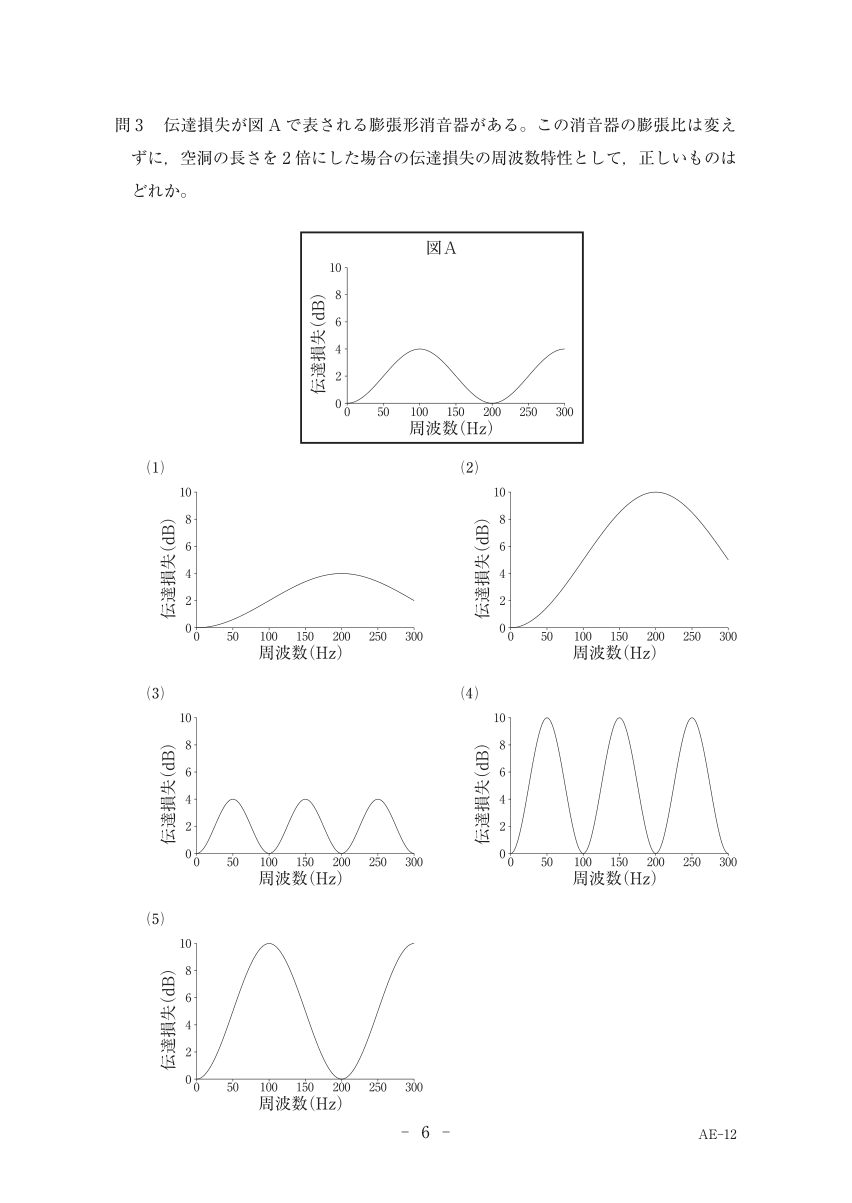 問3 伝達損失が図 A で表される膨張形消音器がある。この消音器の膨張比は変え
ずに，空洞の長さを 2 倍にした場合の伝達損失の周波数特性として，正しいものは
どれか。
図A
10
8
6
4
2
0
伝達損失(dB)
0 50 100 150 200 250 300
周波数(Hz)
(1)
10
8
6
4
2
0
伝達損失(dB)
0 50 100 150 200 250 300
周波数(Hz)
(2)
10
8
6
4
2
0
伝達損失(dB)
0 50 100 150 200 250 300
周波数(Hz)
(3)
10
8
6
4
2
0
伝達損失(dB)
0 50 100 150 200 250 300
周波数(Hz)
(4)
10
8
6
4
2
0
伝達損失(dB)
0 50 100 150 200 250 300
周波数(Hz)
(5)
10
8
6
4
2
0
伝達損失(dB)
0 50 100 150 200 250 300
周波数(Hz)
－ 6 －
AE-12